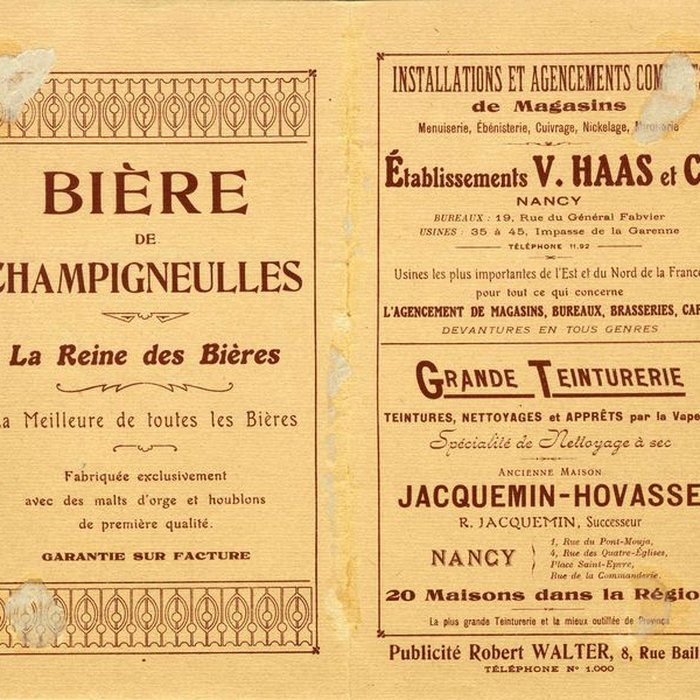 BIÈRE
DE
CHAMPIGNEULLES
La Reine des Bières
La Meilleure de toutes les Bières
Fabriquée exclusivement
avec des malts d'orge et houblons
de première qualité.
GARANTIE SUR FACTURE
INSTALLATIONS ET AGENCEMENTS
de Magasins
Menuiserie, Ébénisterie, Cuivrage, Nickelage, Miroiterie
Établissements V. HAAS et C
NANCY
BUREAUX : 19, Rue du Général Fabvier
USINES : 35 à 45, Impasse de la Garenne
TÉLÉPHONE 11.92
Usines les plus importantes de l'Est et du Nord de la France
pour tout ce qui concerne
L'AGENCEMENT DE MAGASINS, BUREAUX, BRASSERIES, CAF
DEVANTURES EN TOUS GENRES
GRANDE TEINTURERIE
TEINTURES, NETTOYAGES et APPRÊTS par la Vape
Spécialité de Nettoyage à sec
ANCIENNE MAISON
JACQUEMIN-HOVASSE
R. JACQUEMIN, Successeur
NANCY
1, Rue du Pont-Mouja,
4, Rue des Quatre-Églises,
Place Saint-Epvre,
Rue de la Commanderie.
20 Maisons dans la Régio
La plus grande Teinturerie et la mieux outillée de Province
Publicité Robert WALTER, 8, Rue Baill
TÉLÉPHONE N° 1.000